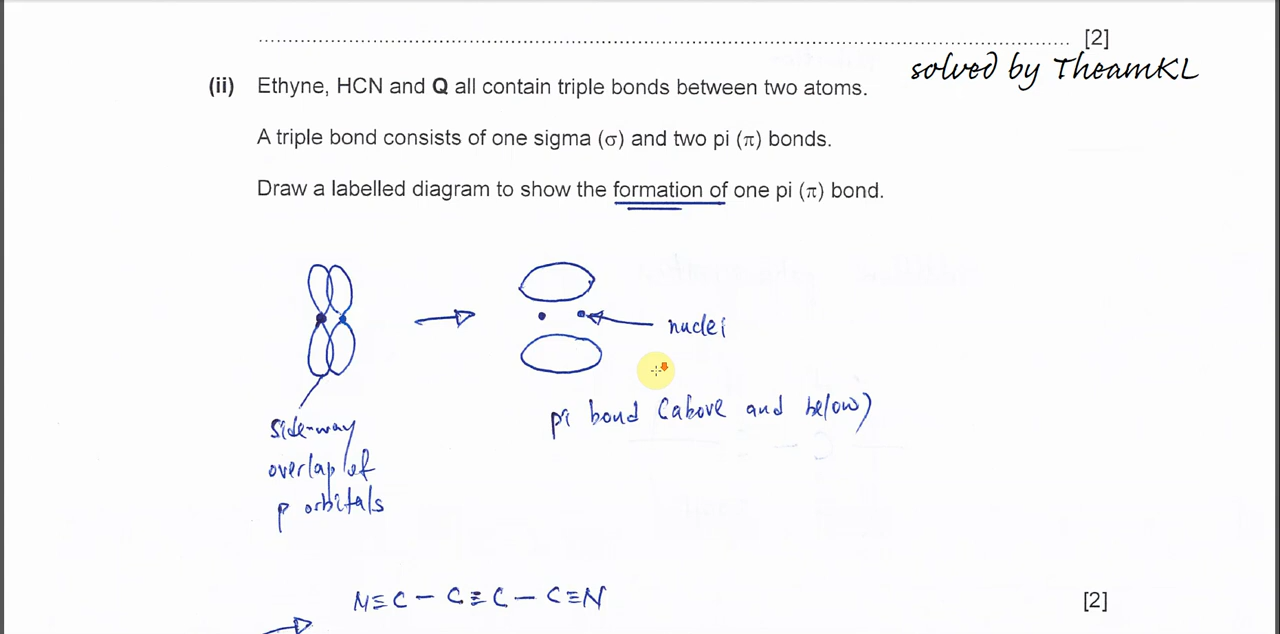 [2]
solved by TheamKL
(ii) Ethyne, HCN and Q all contain triple bonds between two atoms.
A triple bond consists of one sigma (σ) and two pi (π) bonds.
Draw a labelled diagram to show the formation of one pi (π) bond.
nuclei
pi bond (above and below)
side-way
overlap of
p orbitals
N≡C – C≡C – C≡N
[2]